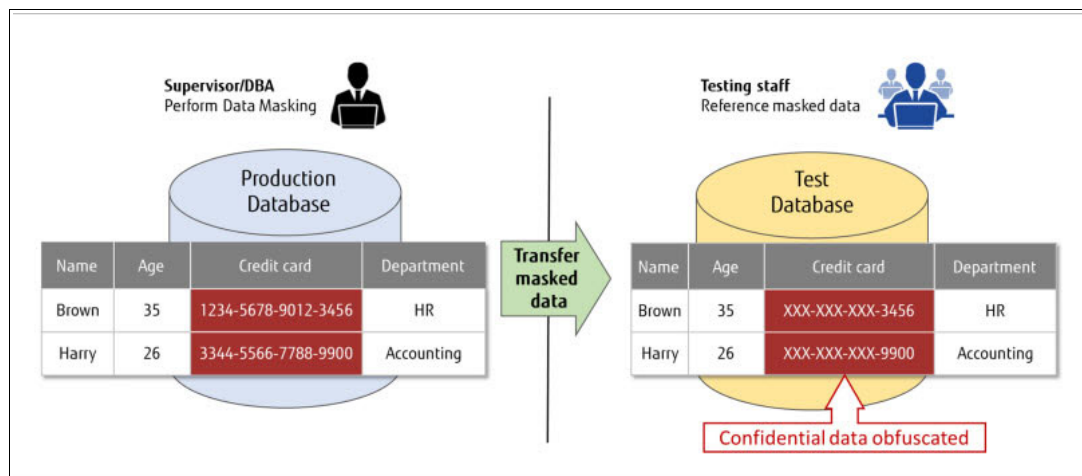 Supervisor/DBA
Perform Data Masking
Testing staff
Reference masked data
Production
Database
Name Age Credit card Department
Brown 35 1234-5678-9012-3456 HR
Harry 26 3344-5566-7788-9900 Accounting
Transfer
masked
data
Test
Database
Name Age Credit card Department
Brown 35 XXX-XXX-XXX-3456 HR
Harry 26 XXX-XXX-XXX-9900 Accounting
Confidential data obfuscated